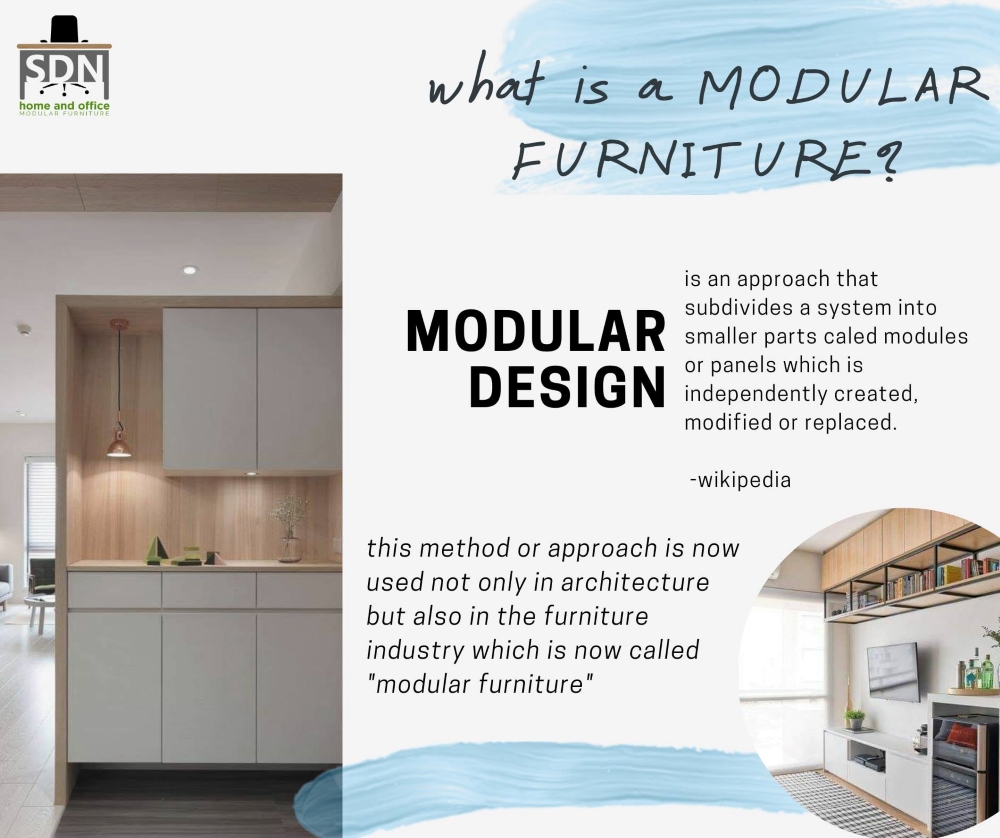 SDN
home and office
MODULAR FURNITURE
what is a MODULAR
FURNITURE?
MODULAR
DESIGN
is an approach that
subdivides a system into
smaller parts caled modules
or panels which is
independently created,
modified or replaced.
-wikipedia
this method or approach is now
used not only in architecture
but also in the furniture
industry which is now called
"modular furniture"